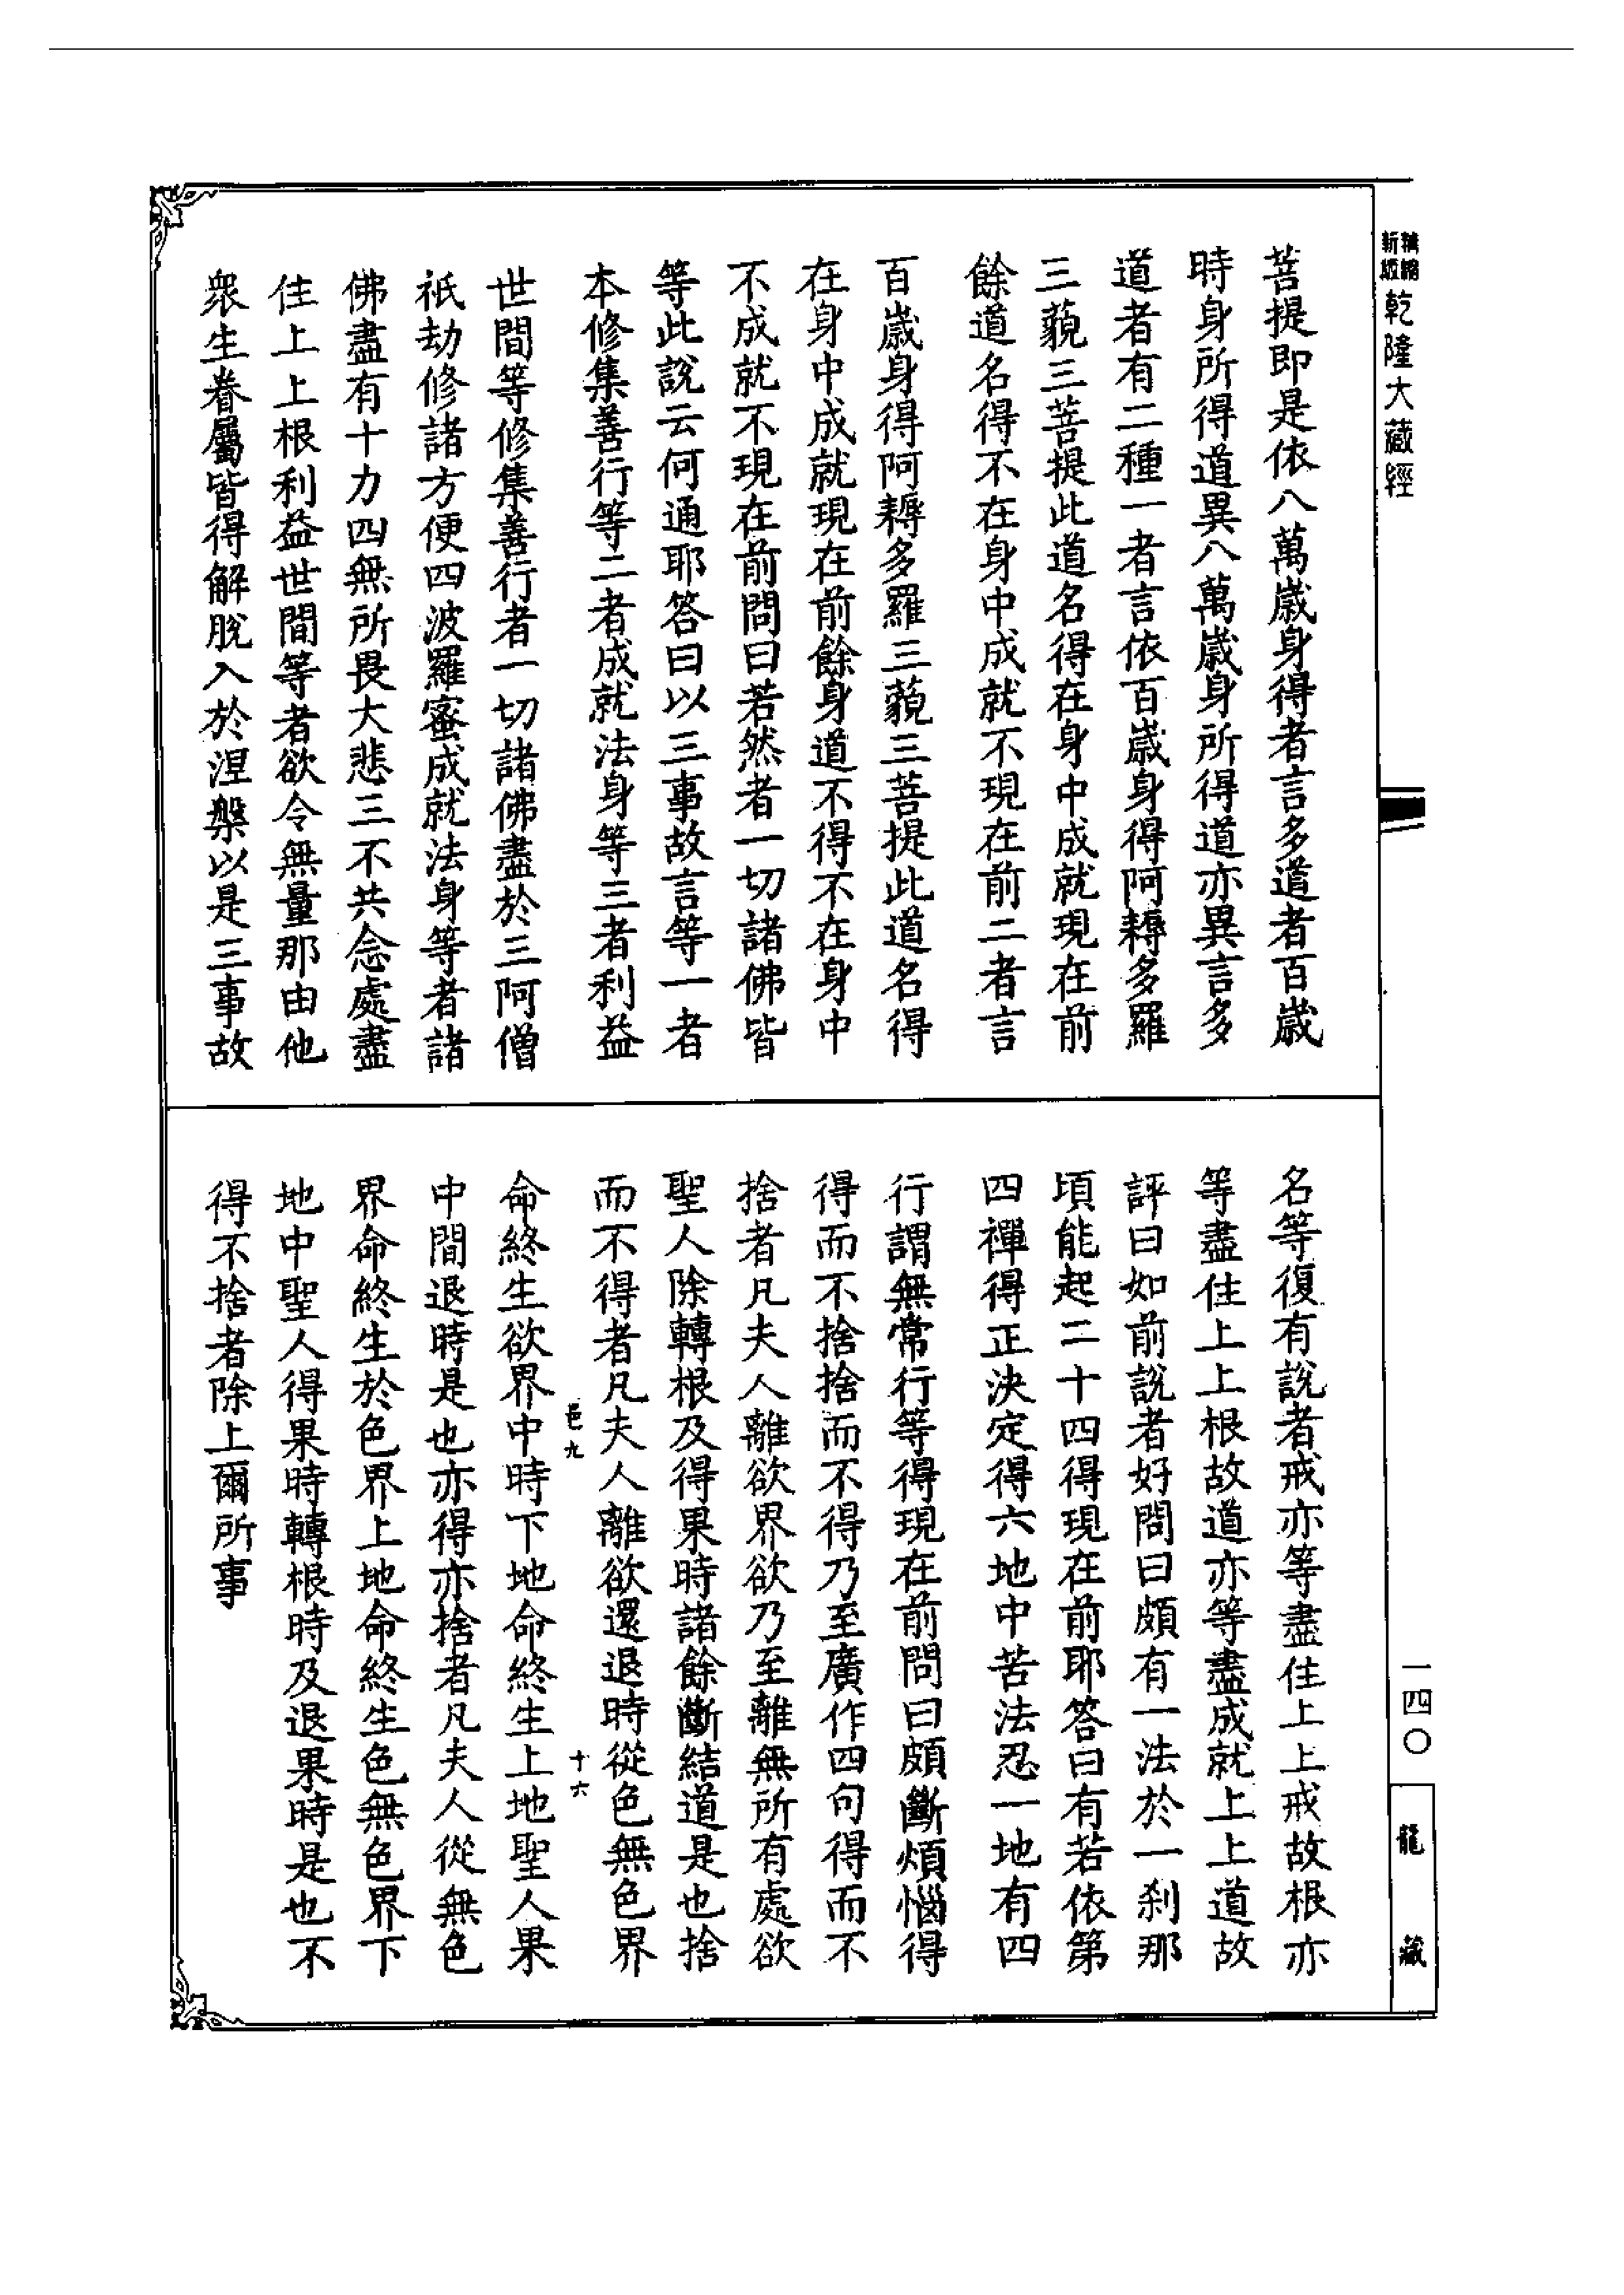 精縮新版乾隆大藏經
菩提即是依八萬歲身得者言多道者百歲
時身所得道異八萬歲身所得道亦異言多
道者有二種一者言依百歲身得阿耨多羅
三藐三菩提此道名得在身中成就現在前
餘道名得不在身中成就不現在前二者言
百歲身得阿耨多羅三藐三菩提此道名得
在身中成就現在前餘身道不得不在身中
不成就不現在前問曰若然者一切諸佛皆
等此說云何通耶答曰以三事故言等一者
本修集善行等二者成就法身等三者利益
世間等修集善行者一切諸佛盡於三阿僧
祇劫修諸方便四波羅蜜成就法身等者諸
佛盡有十力四無所畏大悲三不共念處盡
住上上根利益世間等者欲令無量那由他
衆生眷屬皆得解脫入於涅槃以是三事故
名等復有說者戒亦等盡住上上戒故根亦
等盡住上上根故道亦等盡成就上上道故
評曰如前說者好問曰頗有一法於一刹那
頃能起二十四得現在前耶答曰有若依第
四禪得正決定得六地中苦法忍一地有四
行謂無常行等得現在前問曰頗斷煩惱得
得而不捨捨而不得乃至廣作四句得而不
捨者凡夫人離欲界欲乃至離無所有處欲
聖人除轉根及得果時諸餘斷結道是也捨
而不得者凡夫人離欲還退時從色無色界
邑九
十六
命終生欲界中時下地命終生上地聖人果
中間退時是也亦得亦捨者凡夫人從無色
界命終生於色界上地命終生色無色界下
地中聖人得果時轉根時及退果時是也不
得不捨者除上爾所事
一四〇
龍藏